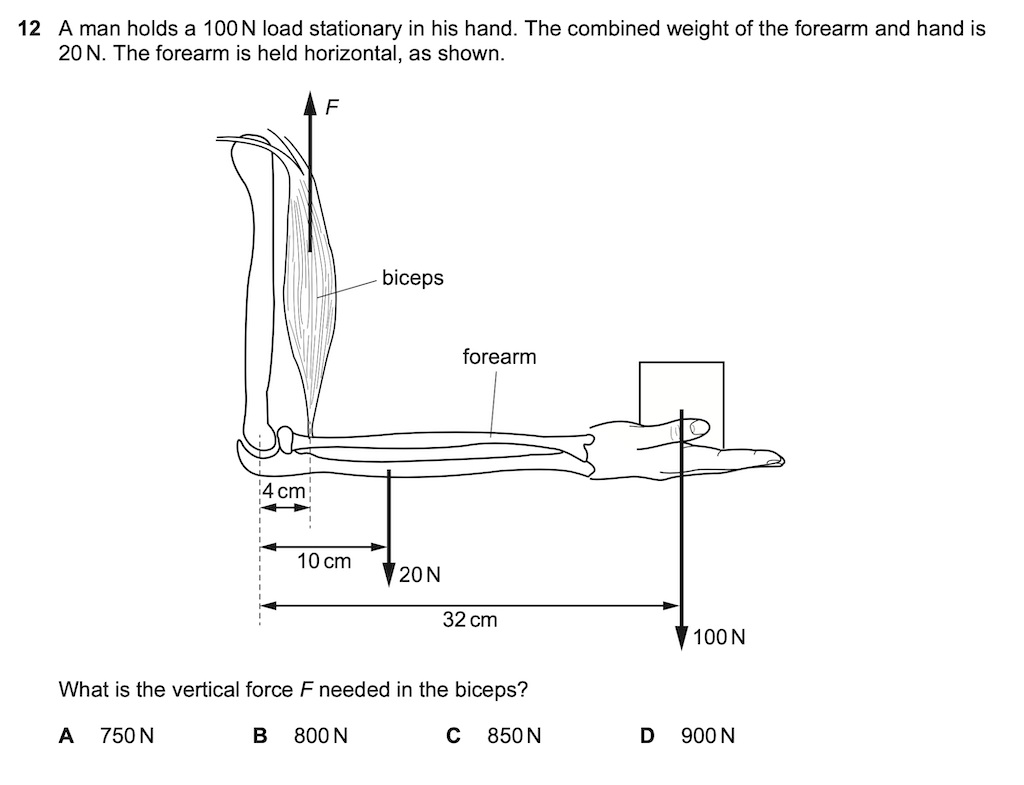 12 A man holds a 100 N load stationary in his hand. The combined weight of the forearm and hand is
20 N. The forearm is held horizontal, as shown.
F
biceps
forearm
4 cm
10 cm
20 N
32 cm
100 N
What is the vertical force F needed in the biceps?
A 750 N B 800 N C 850 N D 900 N